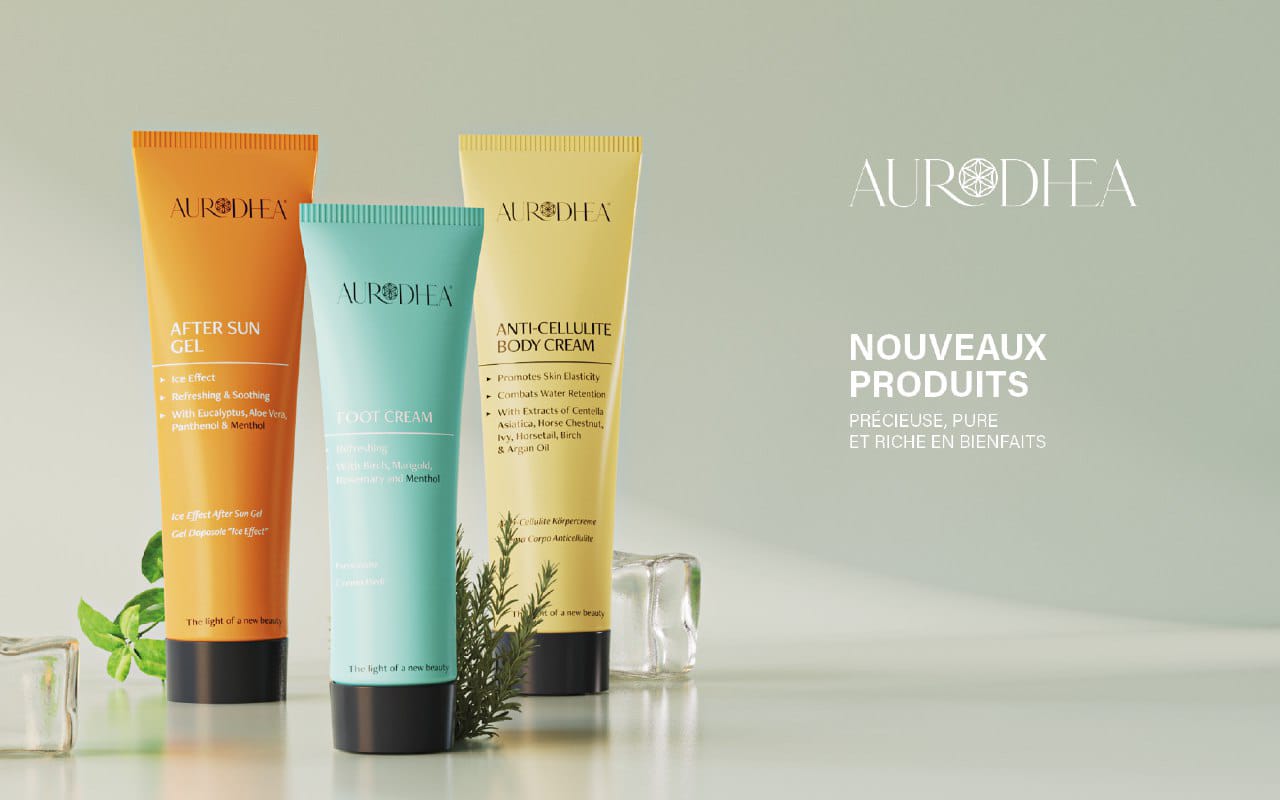 AURODHEA
AFTER SUN
GEL
Ice Effect
Refreshing & Soothing
With Eucalyptus, Aloe Vera,
Panthenol & Menthol
Ice Effect After Sun Gel
Gel Doposole "Ice Effect"
The light of a new beauty
AURODHEA
FOOT CREAM
Refreshing
With Birch, Marigold,
Rosemary and Menthol
Crema Piedi
The light of a new beauty
AURODHEA
ANTI-CELLULITE
BODY CREAM
Promotes Skin Elasticity
Combats Water Retention
With Extracts of Centella
Asiatica, Horse Chestnut,
Ivy, Horsetail, Birch
& Argan Oil
Anti-Cellulite Körpercreme
Corpo Anticellulite
The light of a new beauty
AURODHEA
NOUVEAUX
PRODUITS
PRÉCIEUSE, PURE
ET RICHE EN BIENFAITS